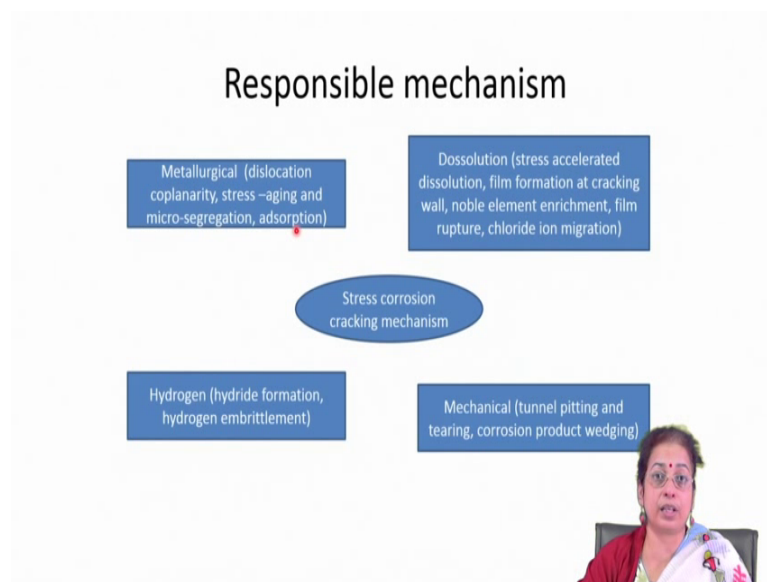 Responsible mechanism
Metallurgical (dislocation
coplanarity, stress –aging and
micro-segregation, adsorption)
Dossolution (stress accelerated
dissolution, film formation at cracking
wall, noble element enrichment, film
rupture, chloride ion migration)
Stress corrosion
cracking mechanism
Hydrogen (hydride formation,
hydrogen embrittlement)
Mechanical (tunnel pitting and
tearing, corrosion product wedging)